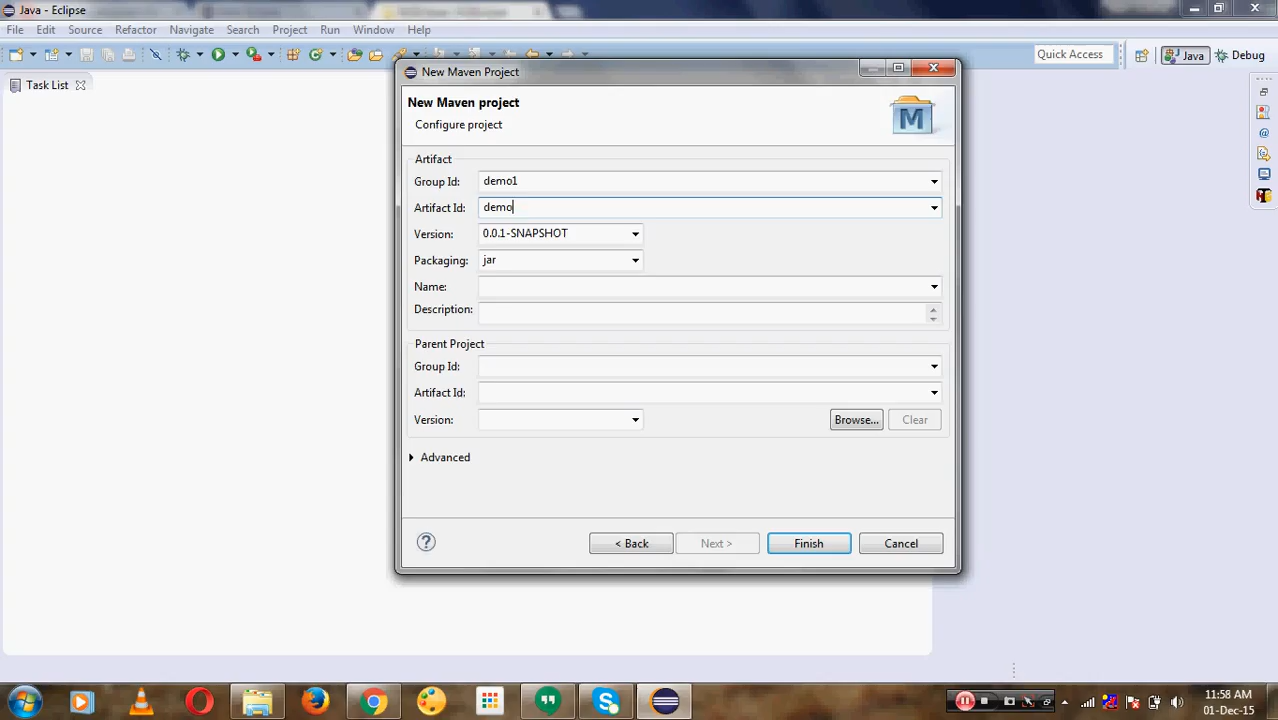 Java - Eclipse
File Edit Source Refactor Navigate Search Project Run Window Help
Quick Access Java Debug
Task List
New Maven Project
New Maven project
Configure project
M
Artifact
Group Id: demo1
Artifact Id: demo
Version: 0.0.1-SNAPSHOT
Packaging: jar
Name:
Description:
Parent Project
Group Id:
Artifact Id:
Version: Browse... Clear
Advanced
? < Back Next > Finish Cancel
11:58 AM
01-Dec-15